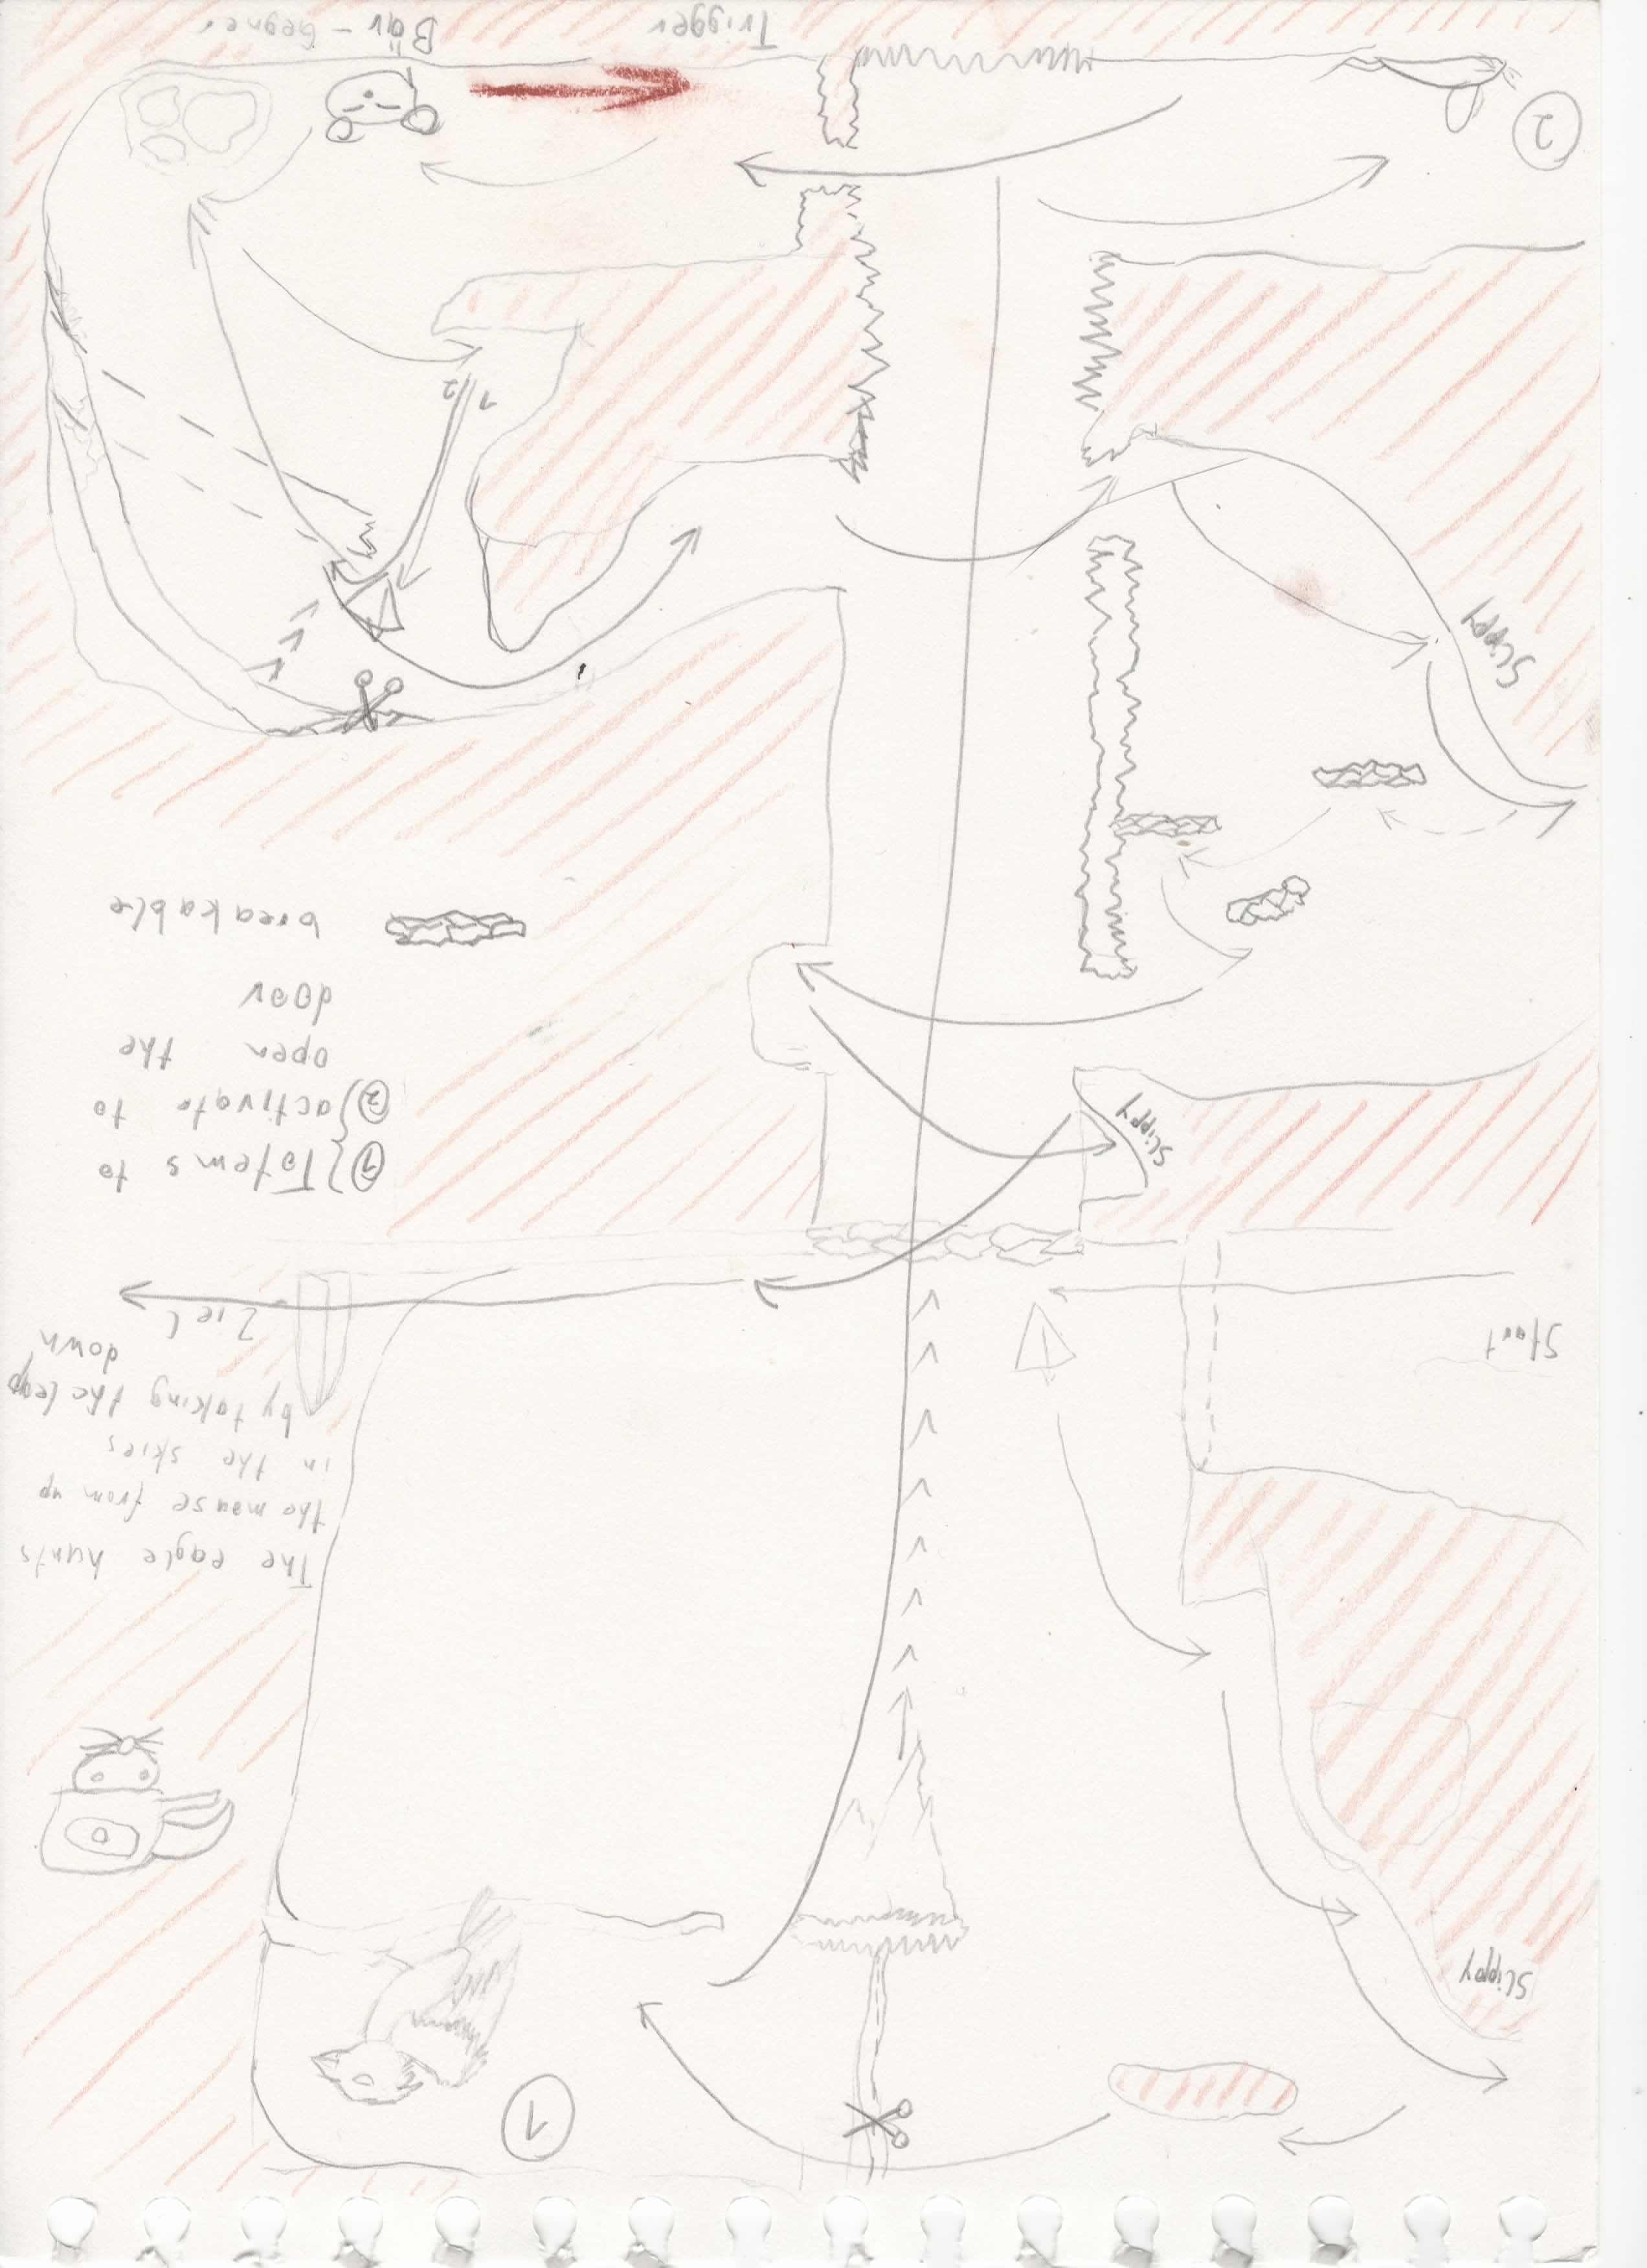 1
Slippy
The eagle hunts
the mouse from up
in the skies
by taking the leap
down
Start
Ziel
1 } Totems to
2 } activate to
open the
door
Slippy
breakable
Slippy
1 2
2
Trigger
Bär - Gegner